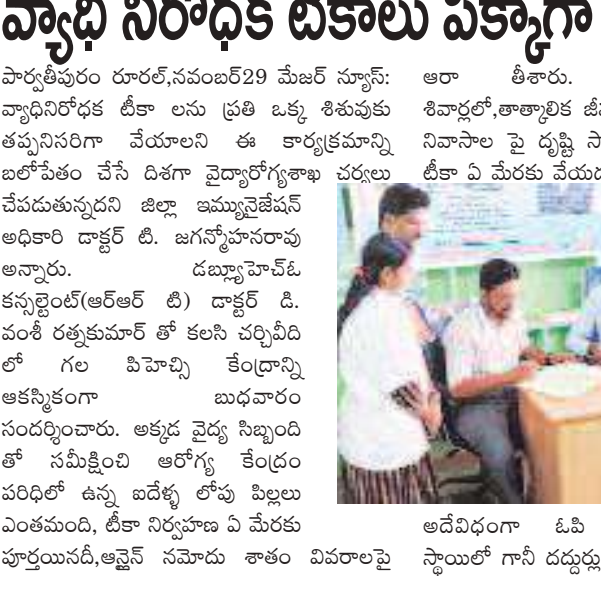 వ్యాధి నిరోధక టీకాలు పక్కాగా
పార్వతీపురం రూరల్,నవంబర్29 మేజర్ న్యూస్:
వ్యాధినిరోధక టీకా లను ప్రతి ఒక్క శిశువుకు
తప్పనిసరిగా వేయాలని ఈ కార్యక్రమాన్ని
బలోపేతం చేసే దిశగా వైద్యారోగ్యశాఖ చర్యలు
చేపడుతున్నదని జిల్లా ఇమ్యునైజేషన్
అధికారి డాక్టర్ టి. జగన్మోహనరావు
అన్నారు. డబ్ల్యూహెచ్ఓ
కన్సల్టెంట్(ఆర్ఆర్ టి) డాక్టర్ డి.
వంశీ రత్నకుమార్ తో కలసి చర్చివీది
లో గల పిహెచ్సి కేంద్రాన్ని
ఆకస్మికంగా బుధవారం
సందర్శించారు. అక్కడ వైద్య సిబ్బంది
తో సమీక్షించి ఆరోగ్య కేంద్రం
పరిధిలో ఉన్న ఐదేళ్ళ లోపు పిల్లలు
ఎంతమంది, టీకా నిర్వహణ ఏ మేరకు
పూర్తయినదీ,ఆన్లైన్ నమోదు శాతం వివరాలపై
ఆరా తీశారు.
శివార్లలో,తాత్కాలిక
నివాసాల పై దృష్టి
టీకా ఏ మేరకు
అదేవిధంగా ఓపి
స్థాయిలో గానీ